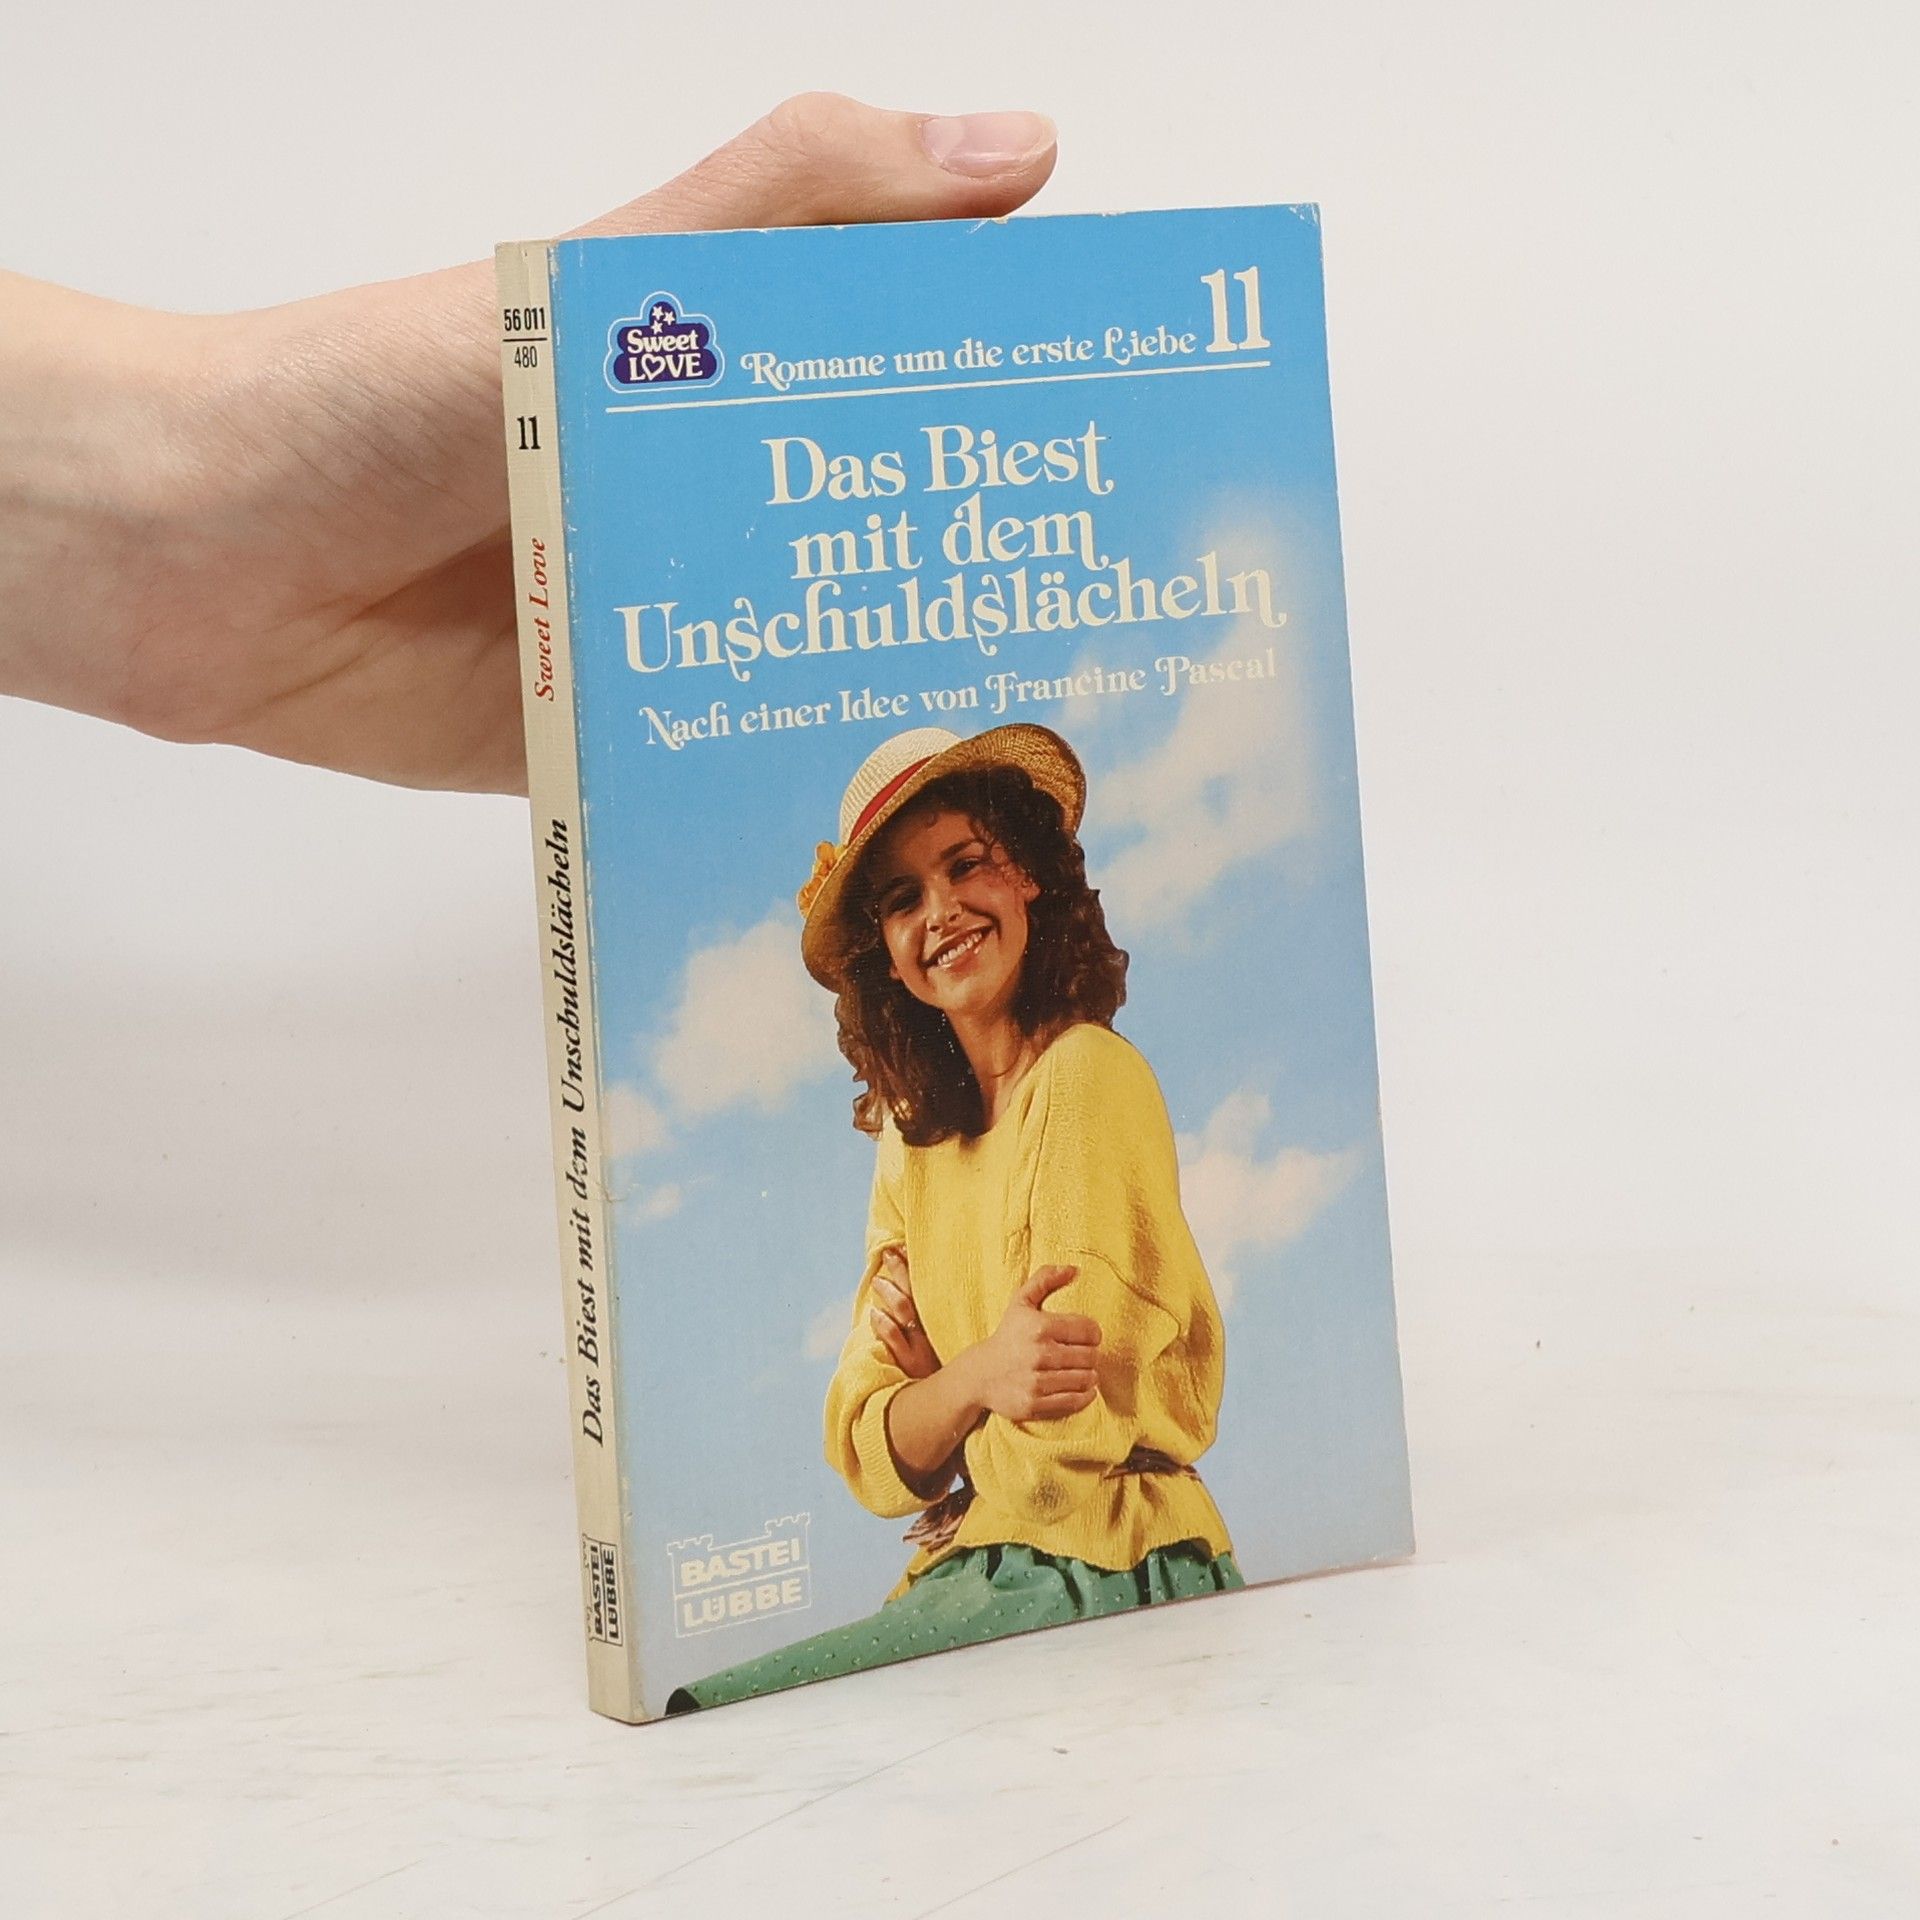 56 011
480
11
Sweet Love
Das Biest mit dem Unschuldslächeln
BASTEI
LÜBBE
Sweet
LOVE
Romane um die erste Liebe 11
Das Biest
mit dem
Unschuldslächeln
Nach einer Idee von Francine Pascal
BASTEI
LÜBBE